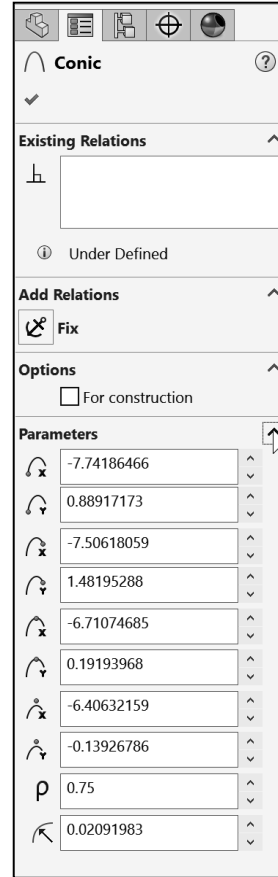 Conic
?
Existing Relations
Under Defined
Add Relations
Fix
Options
For construction
Parameters
X -7.74186466
Y 0.88917173
X -7.50618059
Y 1.48195288
X -6.71074685
Y 0.19193968
X -6.40632159
Y -0.13926786
ρ 0.75
0.02091983